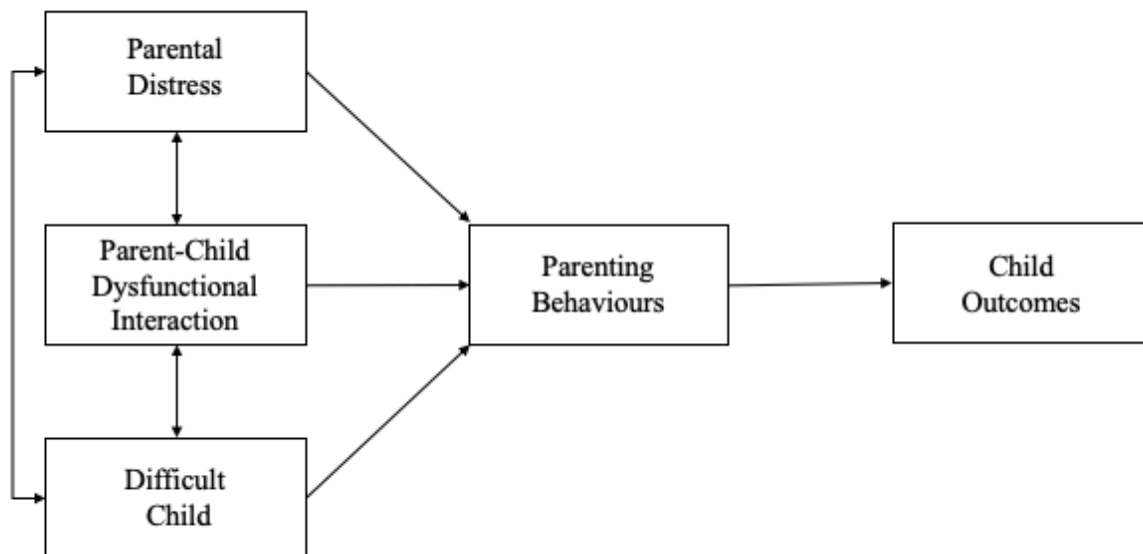 Parental
Distress
Parent-Child
Dysfunctional
Interaction
Parenting
Behaviours
Child
Outcomes
Difficult
Child